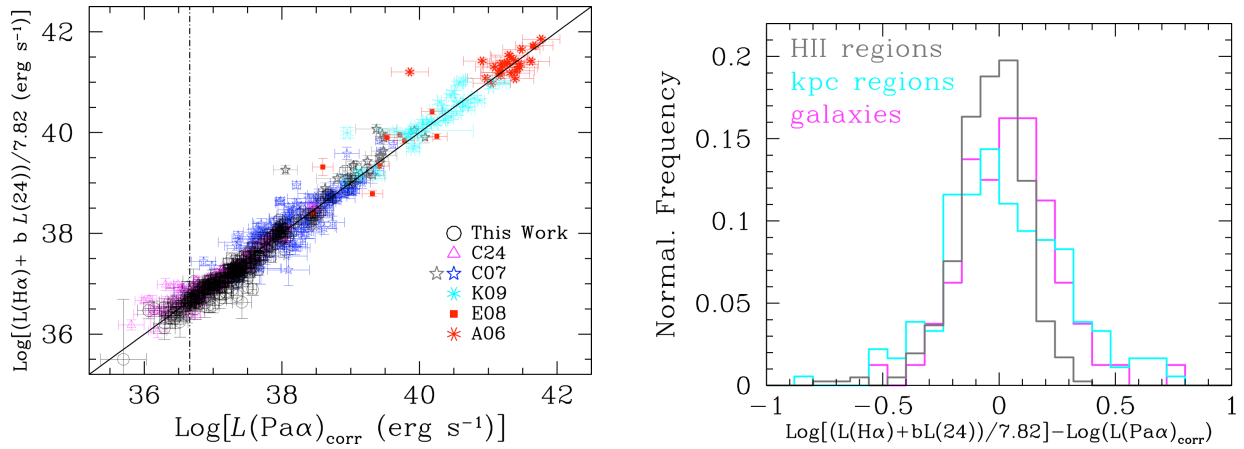 42
40
38
36
Log[(L(Hα)+ b L(24))/7.82 (erg s⁻¹)]
This Work
C24
C07
K09
E08
A06
36 38 40 42
Log[L(Paα)corr (erg s⁻¹)]
0.2
0.15
0.1
0.05
0
Normal. Frequency
HII regions
kpc regions
galaxies
−1 −0.5 0 0.5 1
Log[(L(Hα)+bL(24))/7.82]−Log(L(Paα)corr)